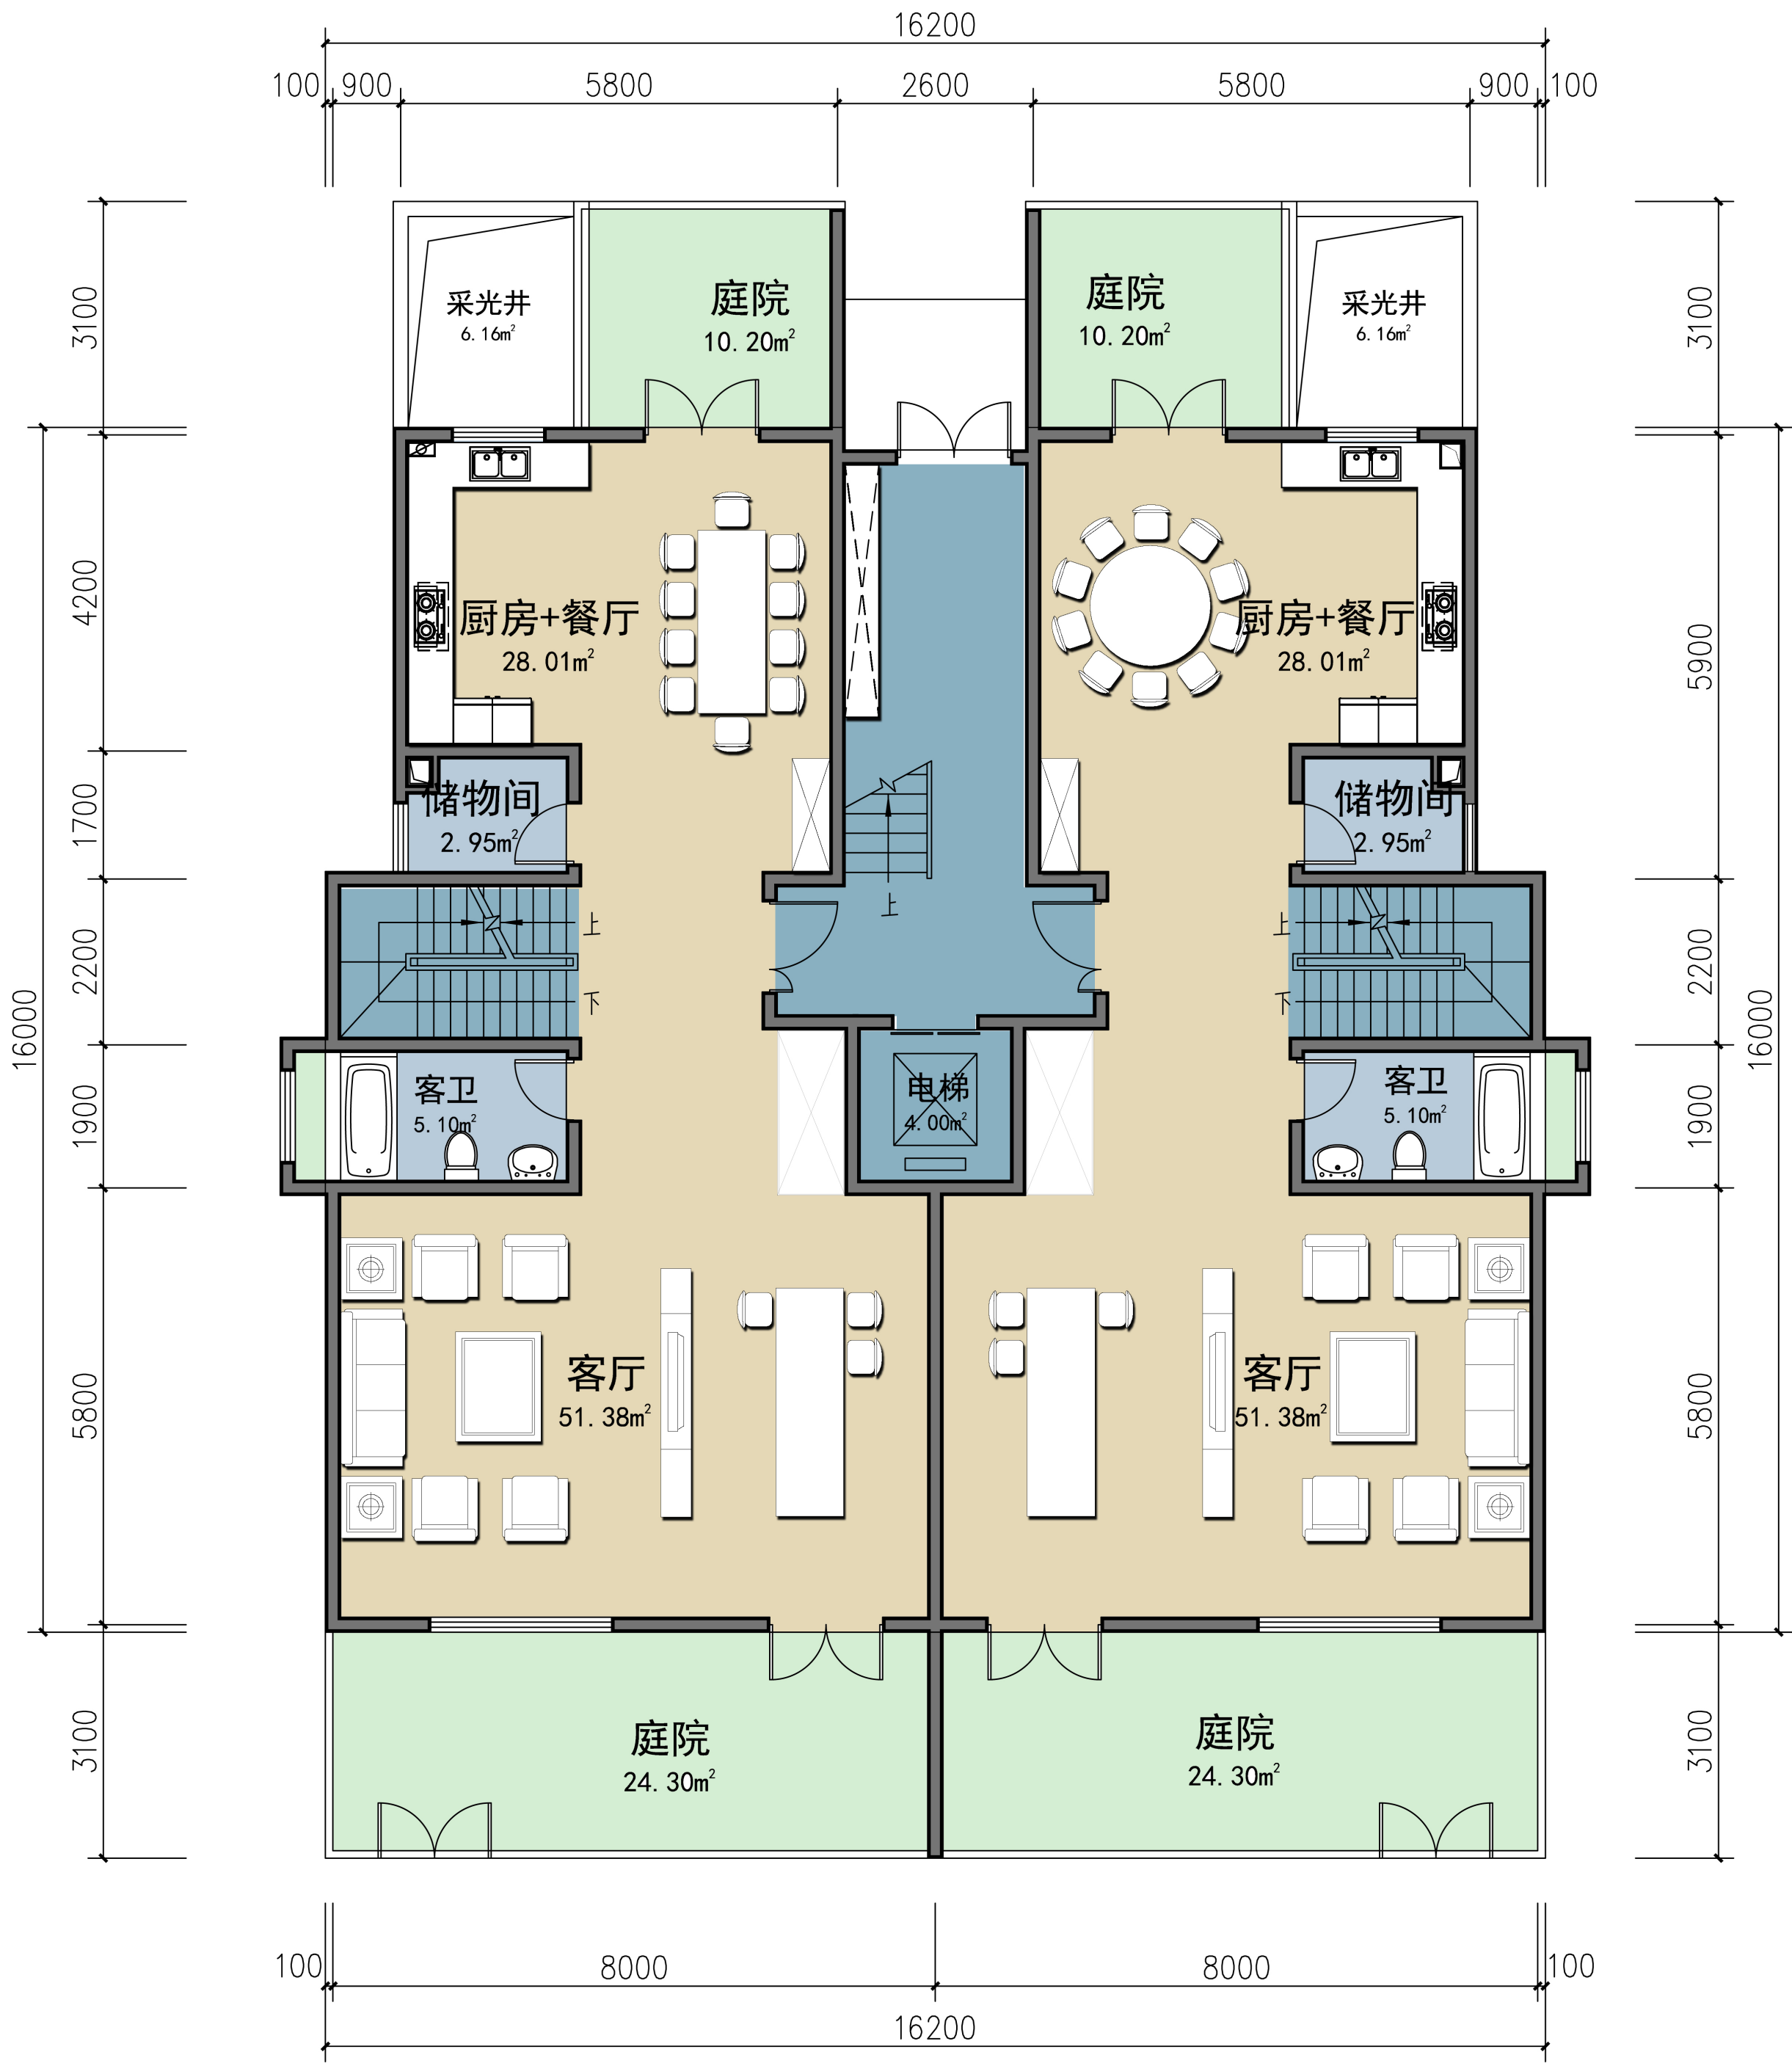 16200
100 900 5800 2600 5800 900 100
3100
采光井
6.16m²
庭院
10.20m²
庭院
10.20m²
采光井
6.16m²
3100
4200
厨房+餐厅
28.01m²
厨房+餐厅
28.01m²
5900
1700
储物间
2.95m²
储物间
2.95m²
上
上
下
上
下
2200
2200
16000
16000
1900
客卫
5.10m²
电梯
4.00m²
客卫
5.10m²
1900
5800
客厅
51.38m²
客厅
51.38m²
5800
3100
庭院
24.30m²
庭院
24.30m²
3100
100 8000 8000 100
16200